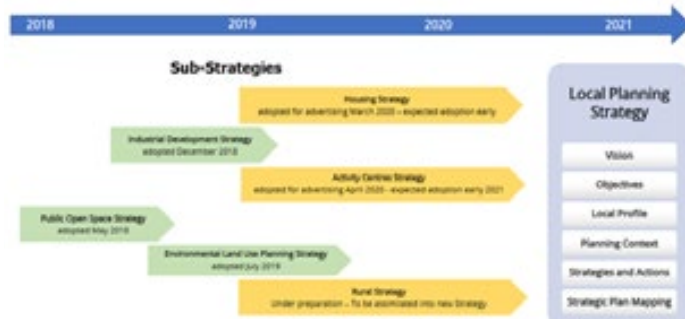 2018 2019 2020 2021
Sub-Strategies
Housing Strategy
adopted for advertising March 2020 – expected adoption early
Industrial Development Strategy
adopted December 2018
Activity Centres Strategy
adopted for advertising April 2020 - expected adoption early 2021
Public Open Space Strategy
adopted May 2018
Environmental Land Use Planning Strategy
adopted July 2019
Rural Strategy
Under preparation – To be assimilated into new Strategy
Local Planning
Strategy
Vision
Objectives
Local Profile
Planning Context
Strategies and Actions
Strategic Plan Mapping